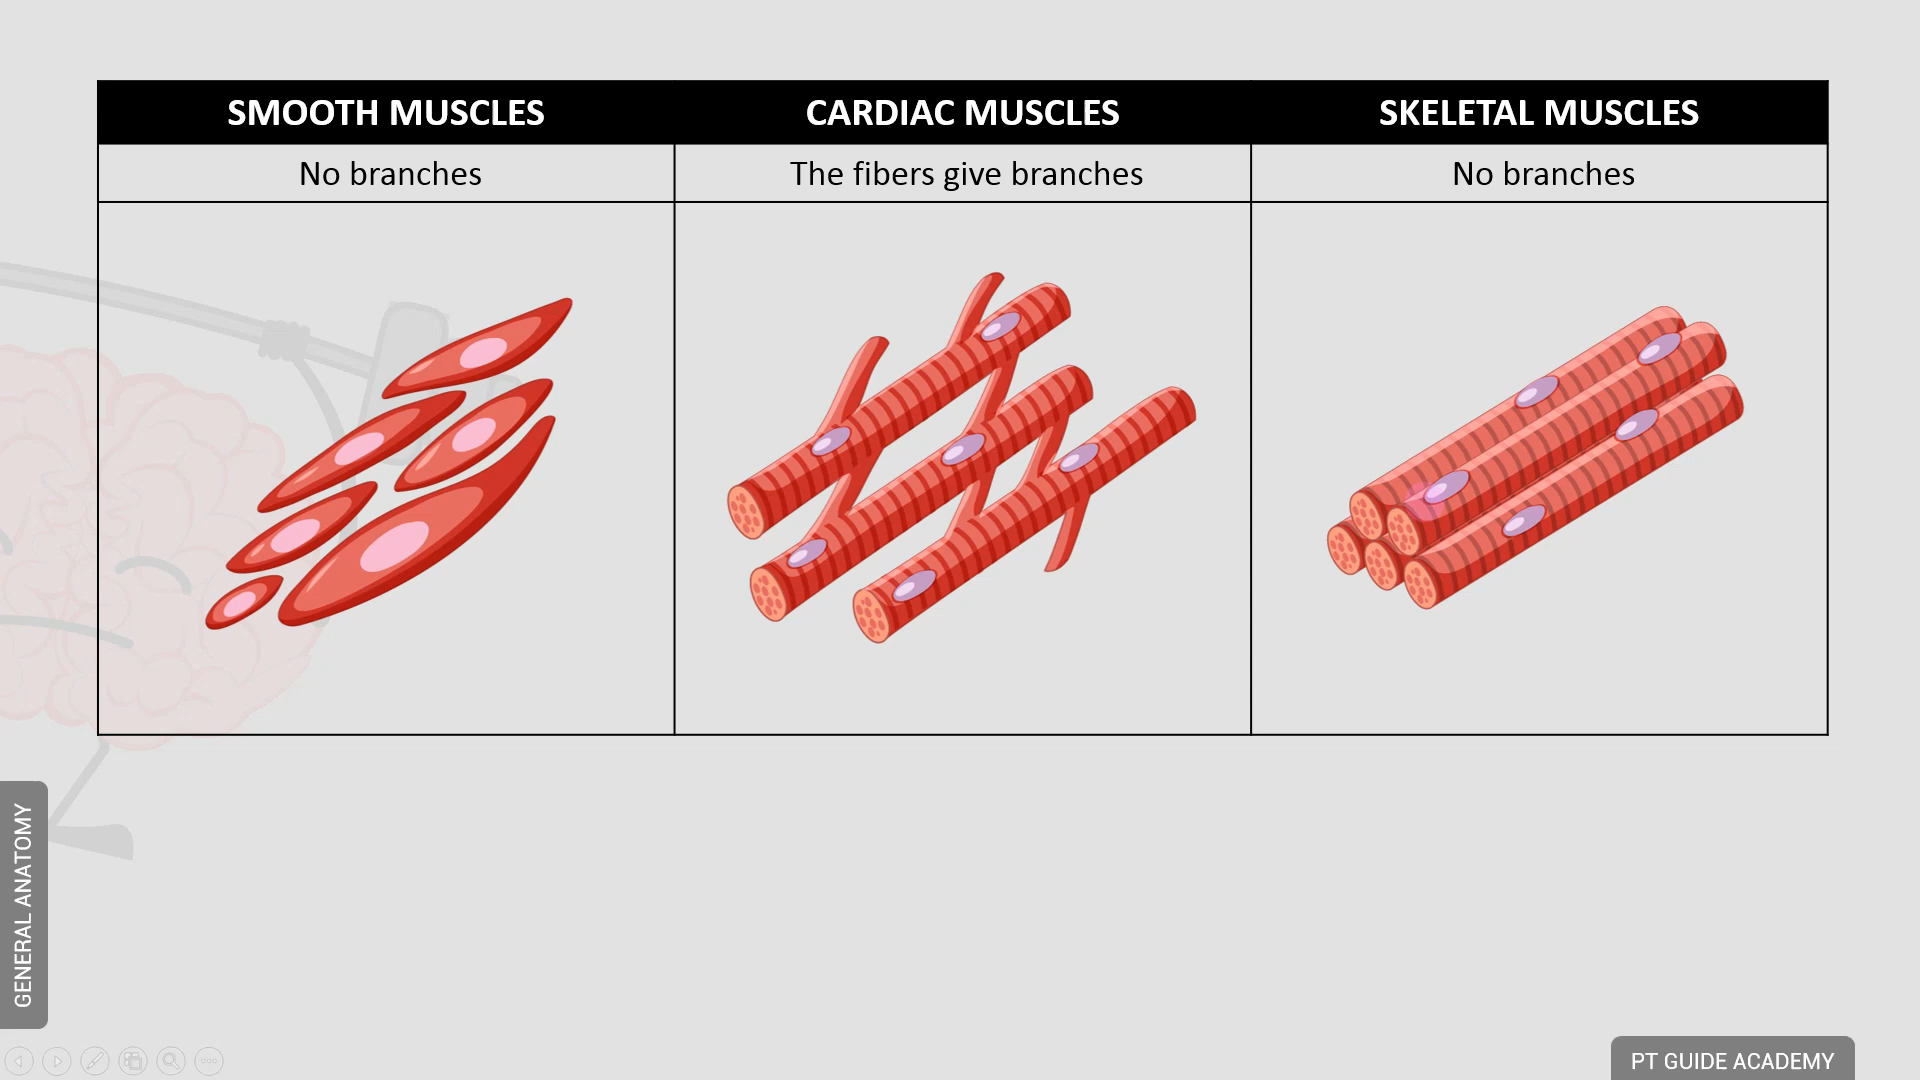 SMOOTH MUSCLES
CARDIAC MUSCLES
SKELETAL MUSCLES
No branches
The fibers give branches
No branches
GENERAL ANATOMY
PT GUIDE ACADEMY